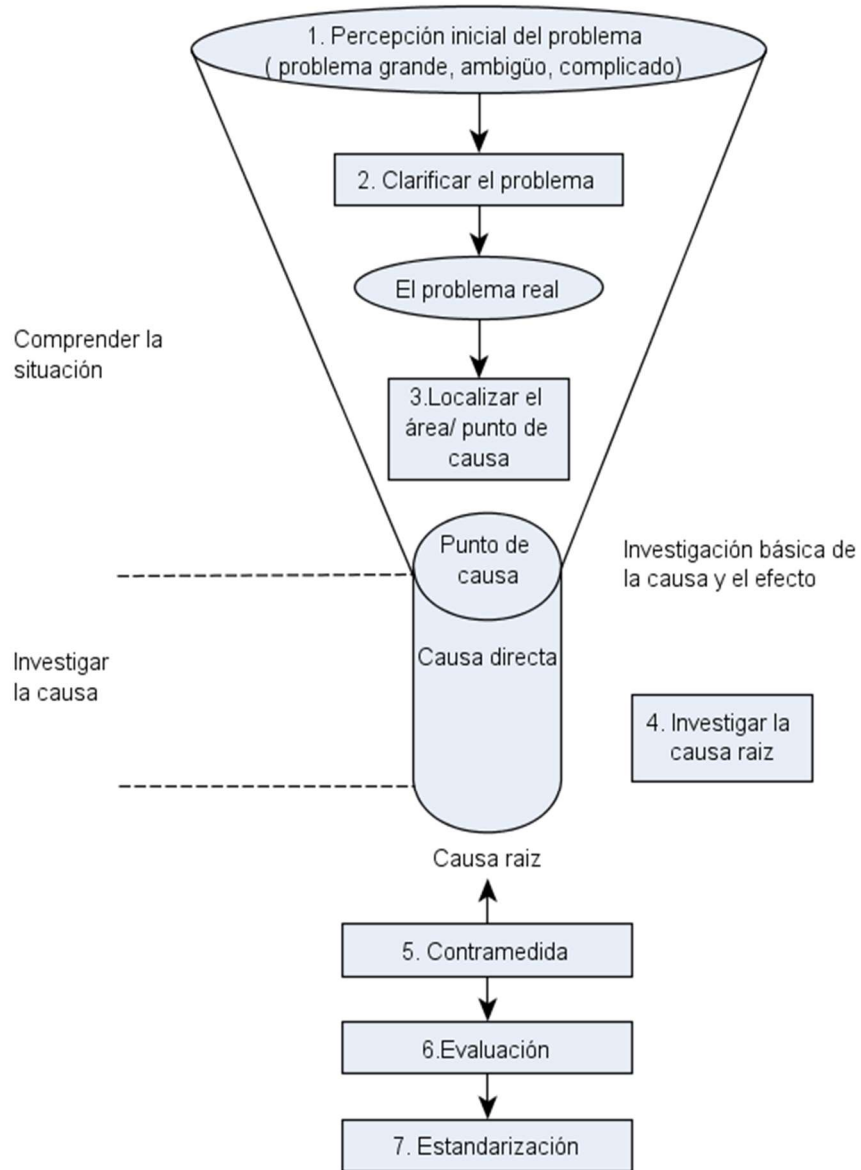 1. Percepción inicial del problema
( problema grande, ambigüo, complicado)
2. Clarificar el problema
El problema real
Comprender la
situación
3.Localizar el
área/ punto de
causa
Punto de
causa
Investigación básica de
la causa y el efecto
Causa directa
Investigar
la causa
4. Investigar la
causa raiz
Causa raiz
5. Contramedida
6.Evaluación
7. Estandarización